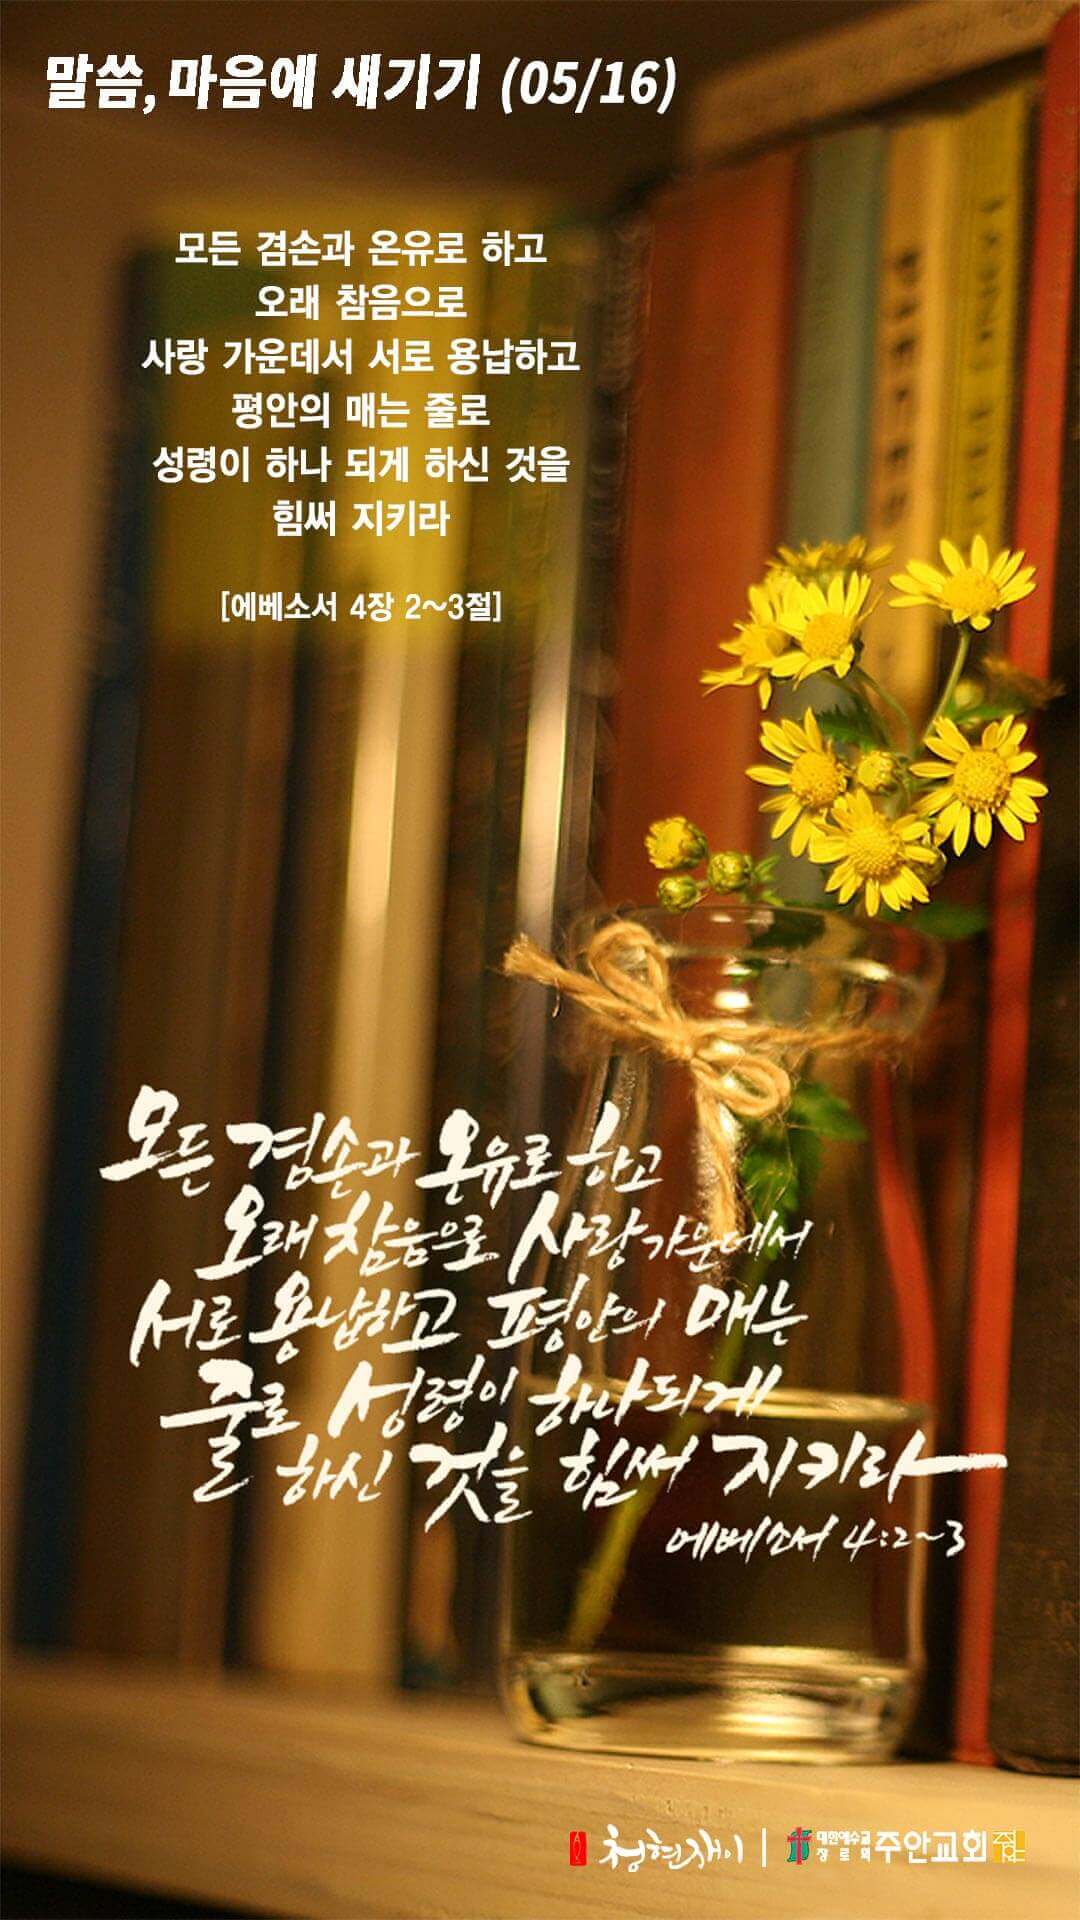 말씀, 마음에 새기기 (05/16)
모든 겸손과 온유로 하고
오래 참음으로
사랑 가운데서 서로 용납하고
평안의 매는 줄로
성령이 하나 되게 하신 것을
힘써 지키라
[에베소서 4장 2~3절]
모든 겸손과 온유로 하고
오래 참음으로 사랑 가운데서
서로 용납하고 평안의 매는
줄로 성령이 하나되게
하신 것을 힘써 지키라
에베소서 4:2~3
청현재이 | 대한예수교 장로회 주안교회